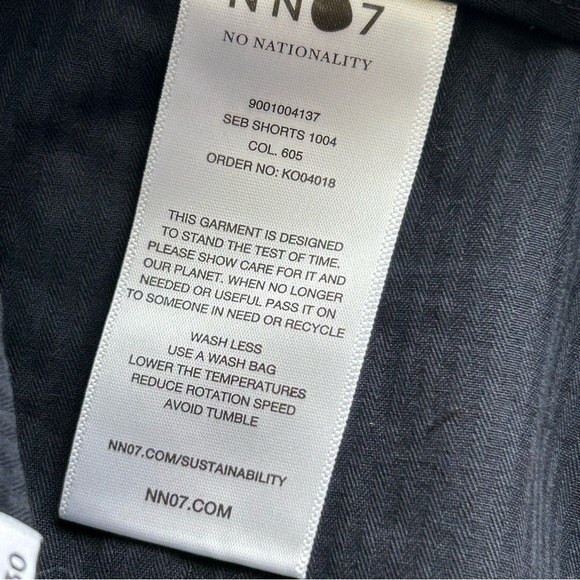 NN07
NO NATIONALITY
9001004137
SEB SHORTS 1004
COL. 605
ORDER NO: KO04018
THIS GARMENT IS DESIGNED
TO STAND THE TEST OF TIME.
PLEASE SHOW CARE FOR IT AND
OUR PLANET. WHEN NO LONGER
NEEDED OR USEFUL PASS IT ON
TO SOMEONE IN NEED OR RECYCLE
WASH LESS
USE A WASH BAG
LOWER THE TEMPERATURES
REDUCE ROTATION SPEED
AVOID TUMBLE
NN07.COM/SUSTAINABILITY
NN07.COM